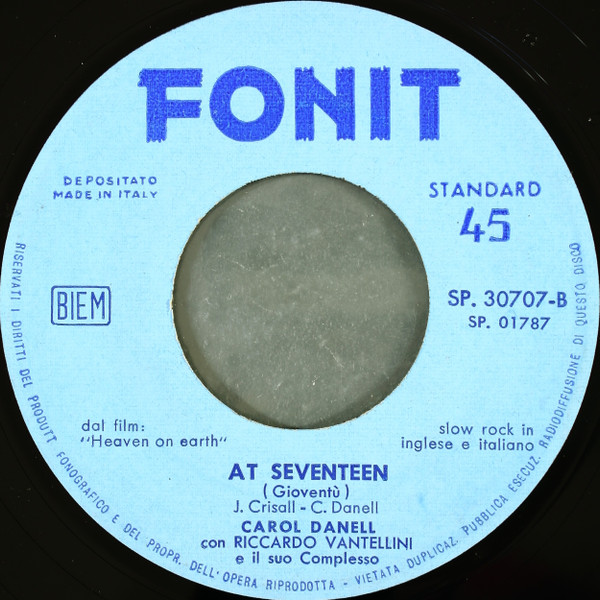 FONIT
DEPOSITATO
MADE IN ITALY
STANDARD
45
BIEM
SP. 30707-B
SP. 01787
dal film:
"Heaven on earth"
slow rock in
inglese e italiano
AT SEVENTEEN
(Gioventù)
J. Crisall - C. Danell
CAROL DANELL
con RICCARDO VANTELLINI
e il suo Complesso
RISERVATI I DIRITTI DEL PRODUTT FONOGRAFICO E DEL PROPR. DELL'OPERA RIPRODOTTA - VIETATA DUPLICAZ. PUBBLICA ESECUZ. RADIODIFFUSIONE DI QUESTO DISCO